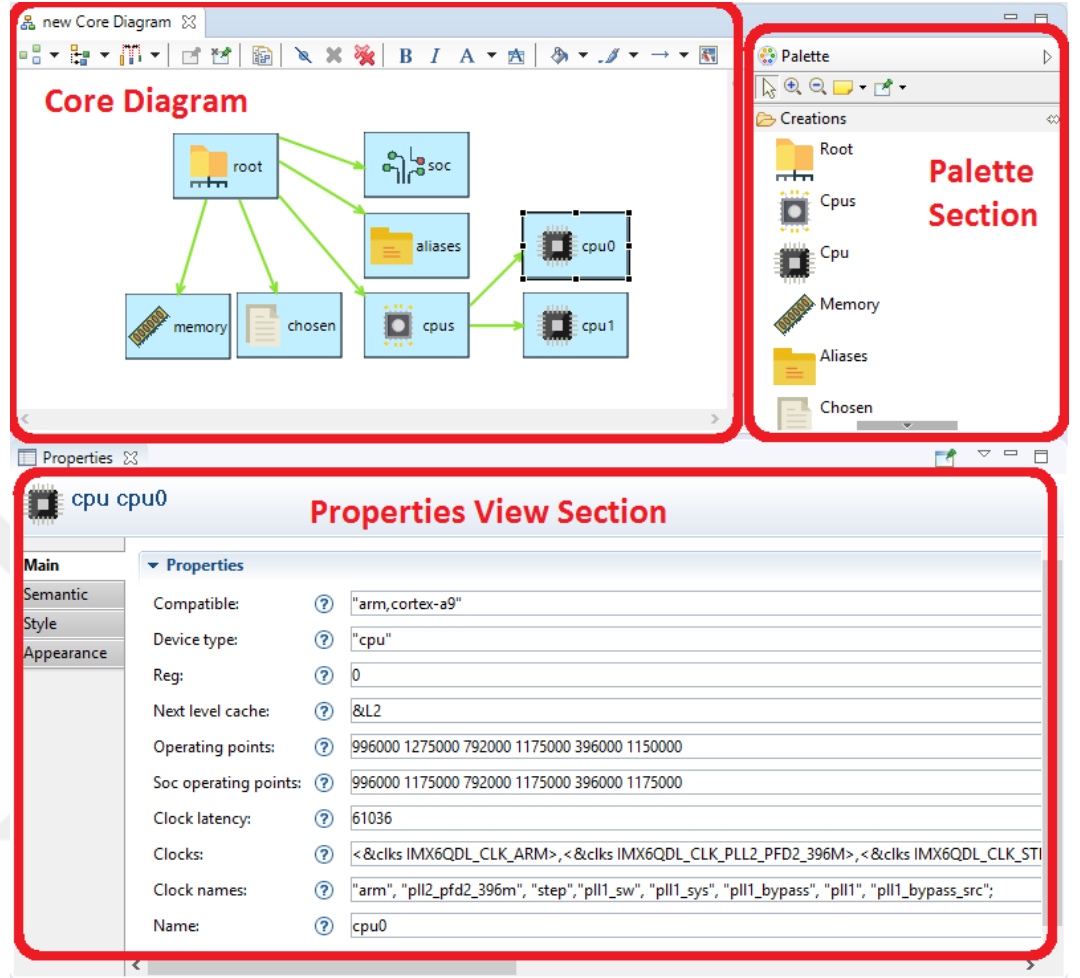 new Core Diagram
B I A A
Core Diagram
root
soc
aliases
cpu0
memory
chosen
cpus
cpu1
Palette
Creations
Root
Cpus
Cpu
Memory
Aliases
Chosen
Palette
Section
Properties
cpu cpu0
Properties View Section
Main
Semantic
Style
Appearance
Properties
Compatible: ? "arm,cortex-a9"
Device type: ? "cpu"
Reg: ? 0
Next level cache: ? &L2
Operating points: ? 996000 1275000 792000 1175000 396000 1150000
Soc operating points: ? 996000 1175000 792000 1175000 396000 1175000
Clock latency: ? 61036
Clocks: ? <&clks IMX6QDL_CLK_ARM>,<&clks IMX6QDL_CLK_PLL2_PFD2_396M>,<&clks IMX6QDL_CLK_STI
Clock names: ? "arm", "pll2_pfd2_396m", "step","pll1_sw", "pll1_sys", "pll1_bypass", "pll1", "pll1_bypass_src";
Name: ? cpu0